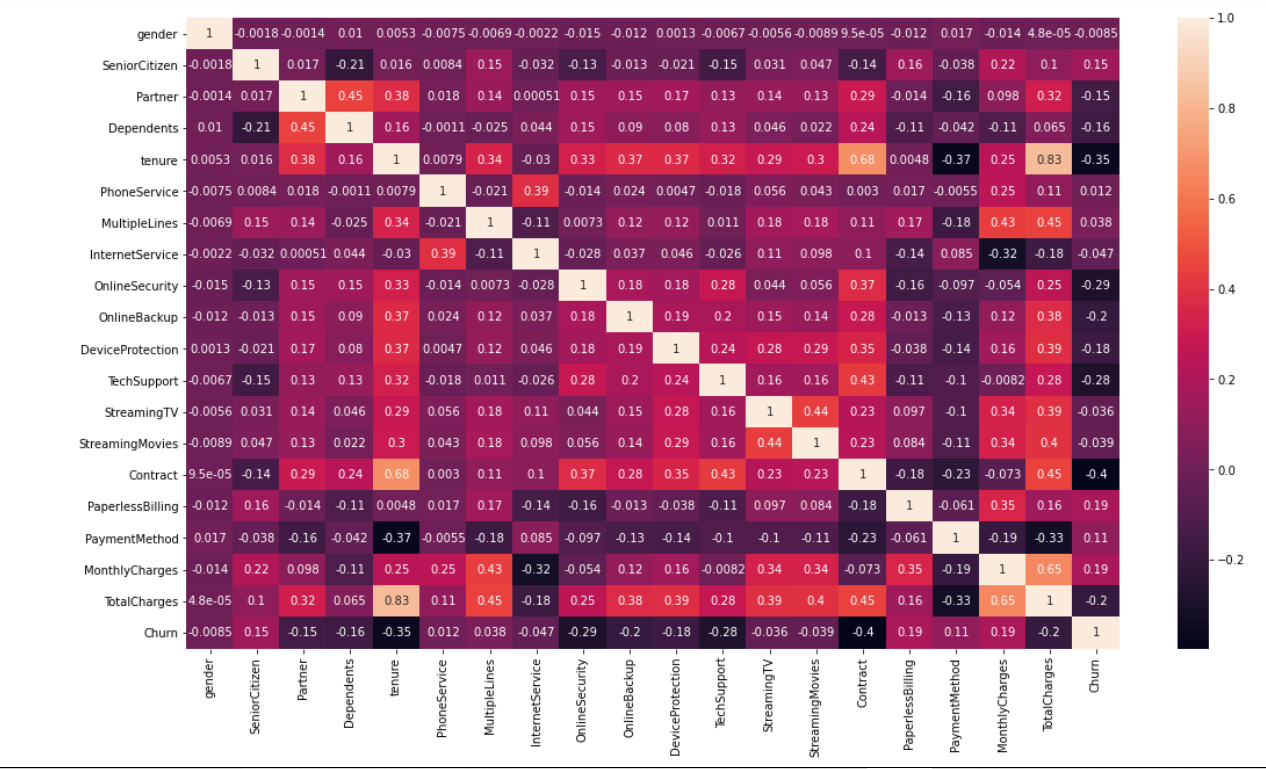 gender 1 -0.0018 -0.0014 0.01 0.0053 -0.0075 -0.0069 -0.0022 -0.015 -0.012 0.0013 -0.0067 -0.0056 -0.0089 9.5e-05 -0.012 0.017 -0.014 4.8e-05 -0.0085
SeniorCitizen -0.0018 1 0.017 -0.21 0.016 0.0084 0.15 -0.032 -0.13 -0.013 -0.021 -0.15 0.031 0.047 -0.14 0.16 -0.038 0.22 0.1 0.15
Partner -0.0014 0.017 1 0.45 0.38 0.018 0.14 0.00051 0.15 0.15 0.17 0.13 0.14 0.13 0.29 -0.014 -0.16 0.098 0.32 -0.15
Dependents 0.01 -0.21 0.45 1 0.16 -0.0011 -0.025 0.044 0.15 0.09 0.08 0.13 0.046 0.022 0.24 -0.11 -0.042 -0.11 0.065 -0.16
tenure 0.0053 0.016 0.38 0.16 1 0.0079 0.34 -0.03 0.33 0.37 0.37 0.32 0.29 0.3 0.68 0.0048 -0.37 0.25 0.83 -0.35
PhoneService -0.0075 0.0084 0.018 -0.0011 0.0079 1 -0.021 0.39 -0.014 0.024 0.0047 -0.018 0.056 0.043 0.003 0.017 -0.0055 0.25 0.11 0.012
MultipleLines -0.0069 0.15 0.14 -0.025 0.34 -0.021 1 -0.11 0.0073 0.12 0.12 0.011 0.18 0.18 0.11 0.17 -0.18 0.43 0.45 0.038
InternetService -0.0022 -0.032 0.00051 0.044 -0.03 0.39 -0.11 1 -0.028 0.037 0.046 -0.026 0.11 0.098 0.1 -0.14 0.085 -0.32 -0.18 -0.047
OnlineSecurity -0.015 -0.13 0.15 0.15 0.33 -0.014 0.0073 -0.028 1 0.18 0.18 0.28 0.044 0.056 0.37 -0.16 -0.097 -0.054 0.25 -0.29
OnlineBackup -0.012 -0.013 0.15 0.09 0.37 0.024 0.12 0.037 0.18 1 0.19 0.2 0.15 0.14 0.28 -0.013 -0.13 0.12 0.38 -0.2
DeviceProtection 0.0013 -0.021 0.17 0.08 0.37 0.0047 0.12 0.046 0.18 0.19 1 0.24 0.28 0.29 0.35 -0.038 -0.14 0.16 0.39 -0.18
TechSupport -0.0067 -0.15 0.13 0.13 0.32 -0.018 0.011 -0.026 0.28 0.2 0.24 1 0.16 0.16 0.43 -0.11 -0.1 -0.0082 0.28 -0.28
StreamingTV -0.0056 0.031 0.14 0.046 0.29 0.056 0.18 0.11 0.044 0.15 0.28 0.16 1 0.44 0.23 0.097 -0.1 0.34 0.39 -0.036
StreamingMovies -0.0089 0.047 0.13 0.022 0.3 0.043 0.18 0.098 0.056 0.14 0.29 0.16 0.44 1 0.23 0.084 -0.11 0.34 0.4 -0.039
Contract 9.5e-05 -0.14 0.29 0.24 0.68 0.003 0.11 0.1 0.37 0.28 0.35 0.43 0.23 0.23 1 -0.18 -0.23 -0.073 0.45 -0.4
PaperlessBilling -0.012 0.16 -0.014 -0.11 0.0048 0.017 0.17 -0.14 -0.16 -0.013 -0.038 -0.11 0.097 0.084 -0.18 1 -0.061 0.35 0.16 0.19
PaymentMethod 0.017 -0.038 -0.16 -0.042 -0.37 -0.0055 -0.18 0.085 -0.097 -0.13 -0.14 -0.1 -0.1 -0.11 -0.23 -0.061 1 -0.19 -0.33 0.11
MonthlyCharges -0.014 0.22 0.098 -0.11 0.25 0.25 0.43 -0.32 -0.054 0.12 0.16 -0.0082 0.34 0.34 -0.073 0.35 -0.19 1 0.65 0.19
TotalCharges 4.8e-05 0.1 0.32 0.065 0.83 0.11 0.45 -0.18 0.25 0.38 0.39 0.28 0.39 0.4 0.45 0.16 -0.33 0.65 1 -0.2
Churn -0.0085 0.15 -0.15 -0.16 -0.35 0.012 0.038 -0.047 -0.29 -0.2 -0.18 -0.28 -0.036 -0.039 -0.4 0.19 0.11 0.19 -0.2 1
gender
SeniorCitizen
Partner
Dependents
tenure
PhoneService
MultipleLines
InternetService
OnlineSecurity
OnlineBackup
DeviceProtection
TechSupport
StreamingTV
StreamingMovies
Contract
PaperlessBilling
PaymentMethod
MonthlyCharges
TotalCharges
Churn
1.0
0.8
0.6
0.4
0.2
0.0
−0.2